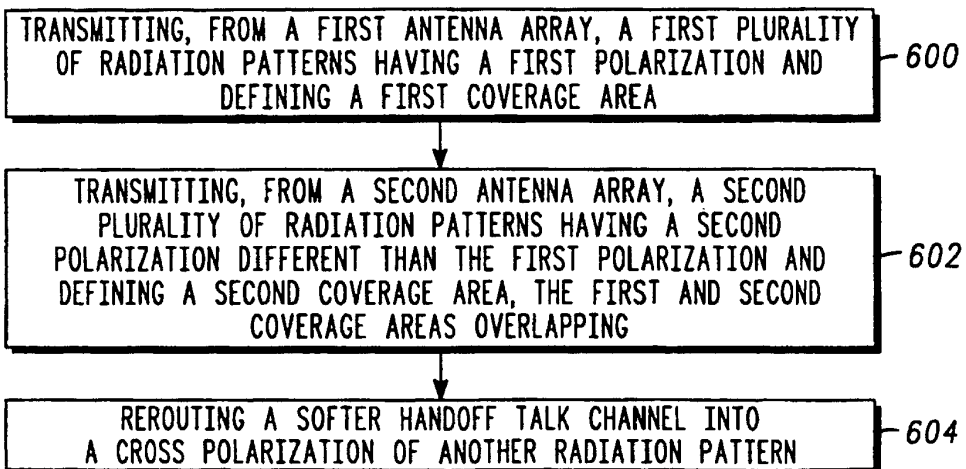 TRANSMITTING, FROM A FIRST ANTENNA ARRAY, A FIRST PLURALITY
OF RADIATION PATTERNS HAVING A FIRST POLARIZATION AND
DEFINING A FIRST COVERAGE AREA
600
TRANSMITTING, FROM A SECOND ANTENNA ARRAY, A SECOND
PLURALITY OF RADIATION PATTERNS HAVING A SECOND
POLARIZATION DIFFERENT THAN THE FIRST POLARIZATION AND
DEFINING A SECOND COVERAGE AREA, THE FIRST AND SECOND
COVERAGE AREAS OVERLAPPING
602
REROUTING A SOFTER HANDOFF TALK CHANNEL INTO
A CROSS POLARIZATION OF ANOTHER RADIATION PATTERN
604